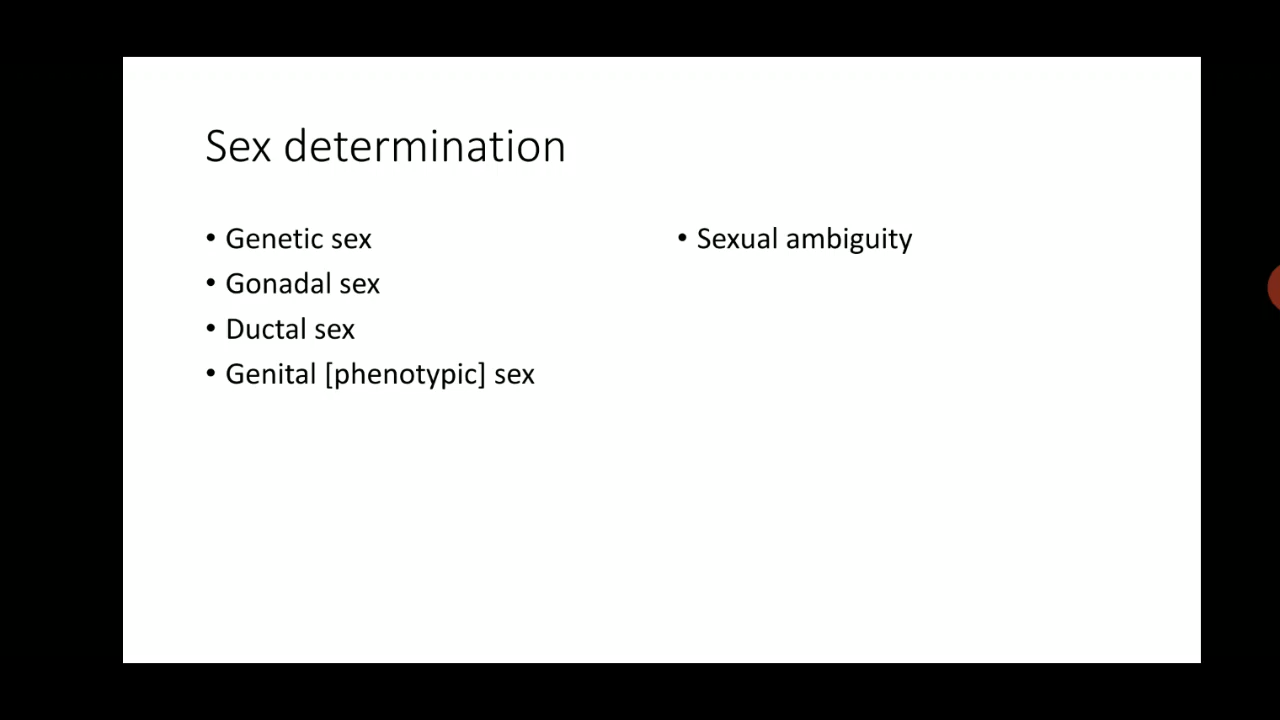 Sex determination
• Genetic sex
• Gonadal sex
• Ductal sex
• Genital [phenotypic] sex
• Sexual ambiguity